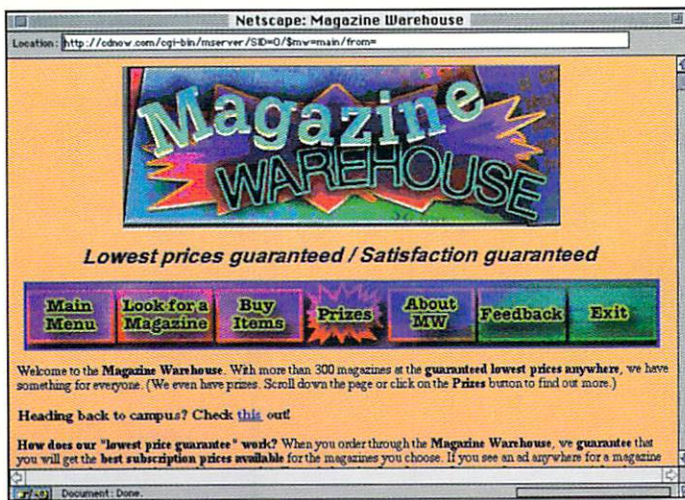 Netscape: Magazine Warehouse
Location: http://cdnow.com/cgi-bin/mserver/SID=0/$mw=main/from=
Magazine
WAREHOUSE
Lowest prices guaranteed / Satisfaction guaranteed
Main Menu
Look for a Magazine
Buy Items
Prizes
About MW
Feedback
Exit
Welcome to the Magazine Warehouse. With more than 300 magazines at the guaranteed lowest prices anywhere, we have
something for everyone. (We even have prizes. Scroll down the page or click on the Prizes button to find out more.)
Heading back to campus? Check this out!
How does our "lowest price guarantee" work? When you order through the Magazine Warehouse, we guarantee that
you will get the best subscription prices available for the magazines you choose. If you see an ad anywhere for a magazine
Document: Done.